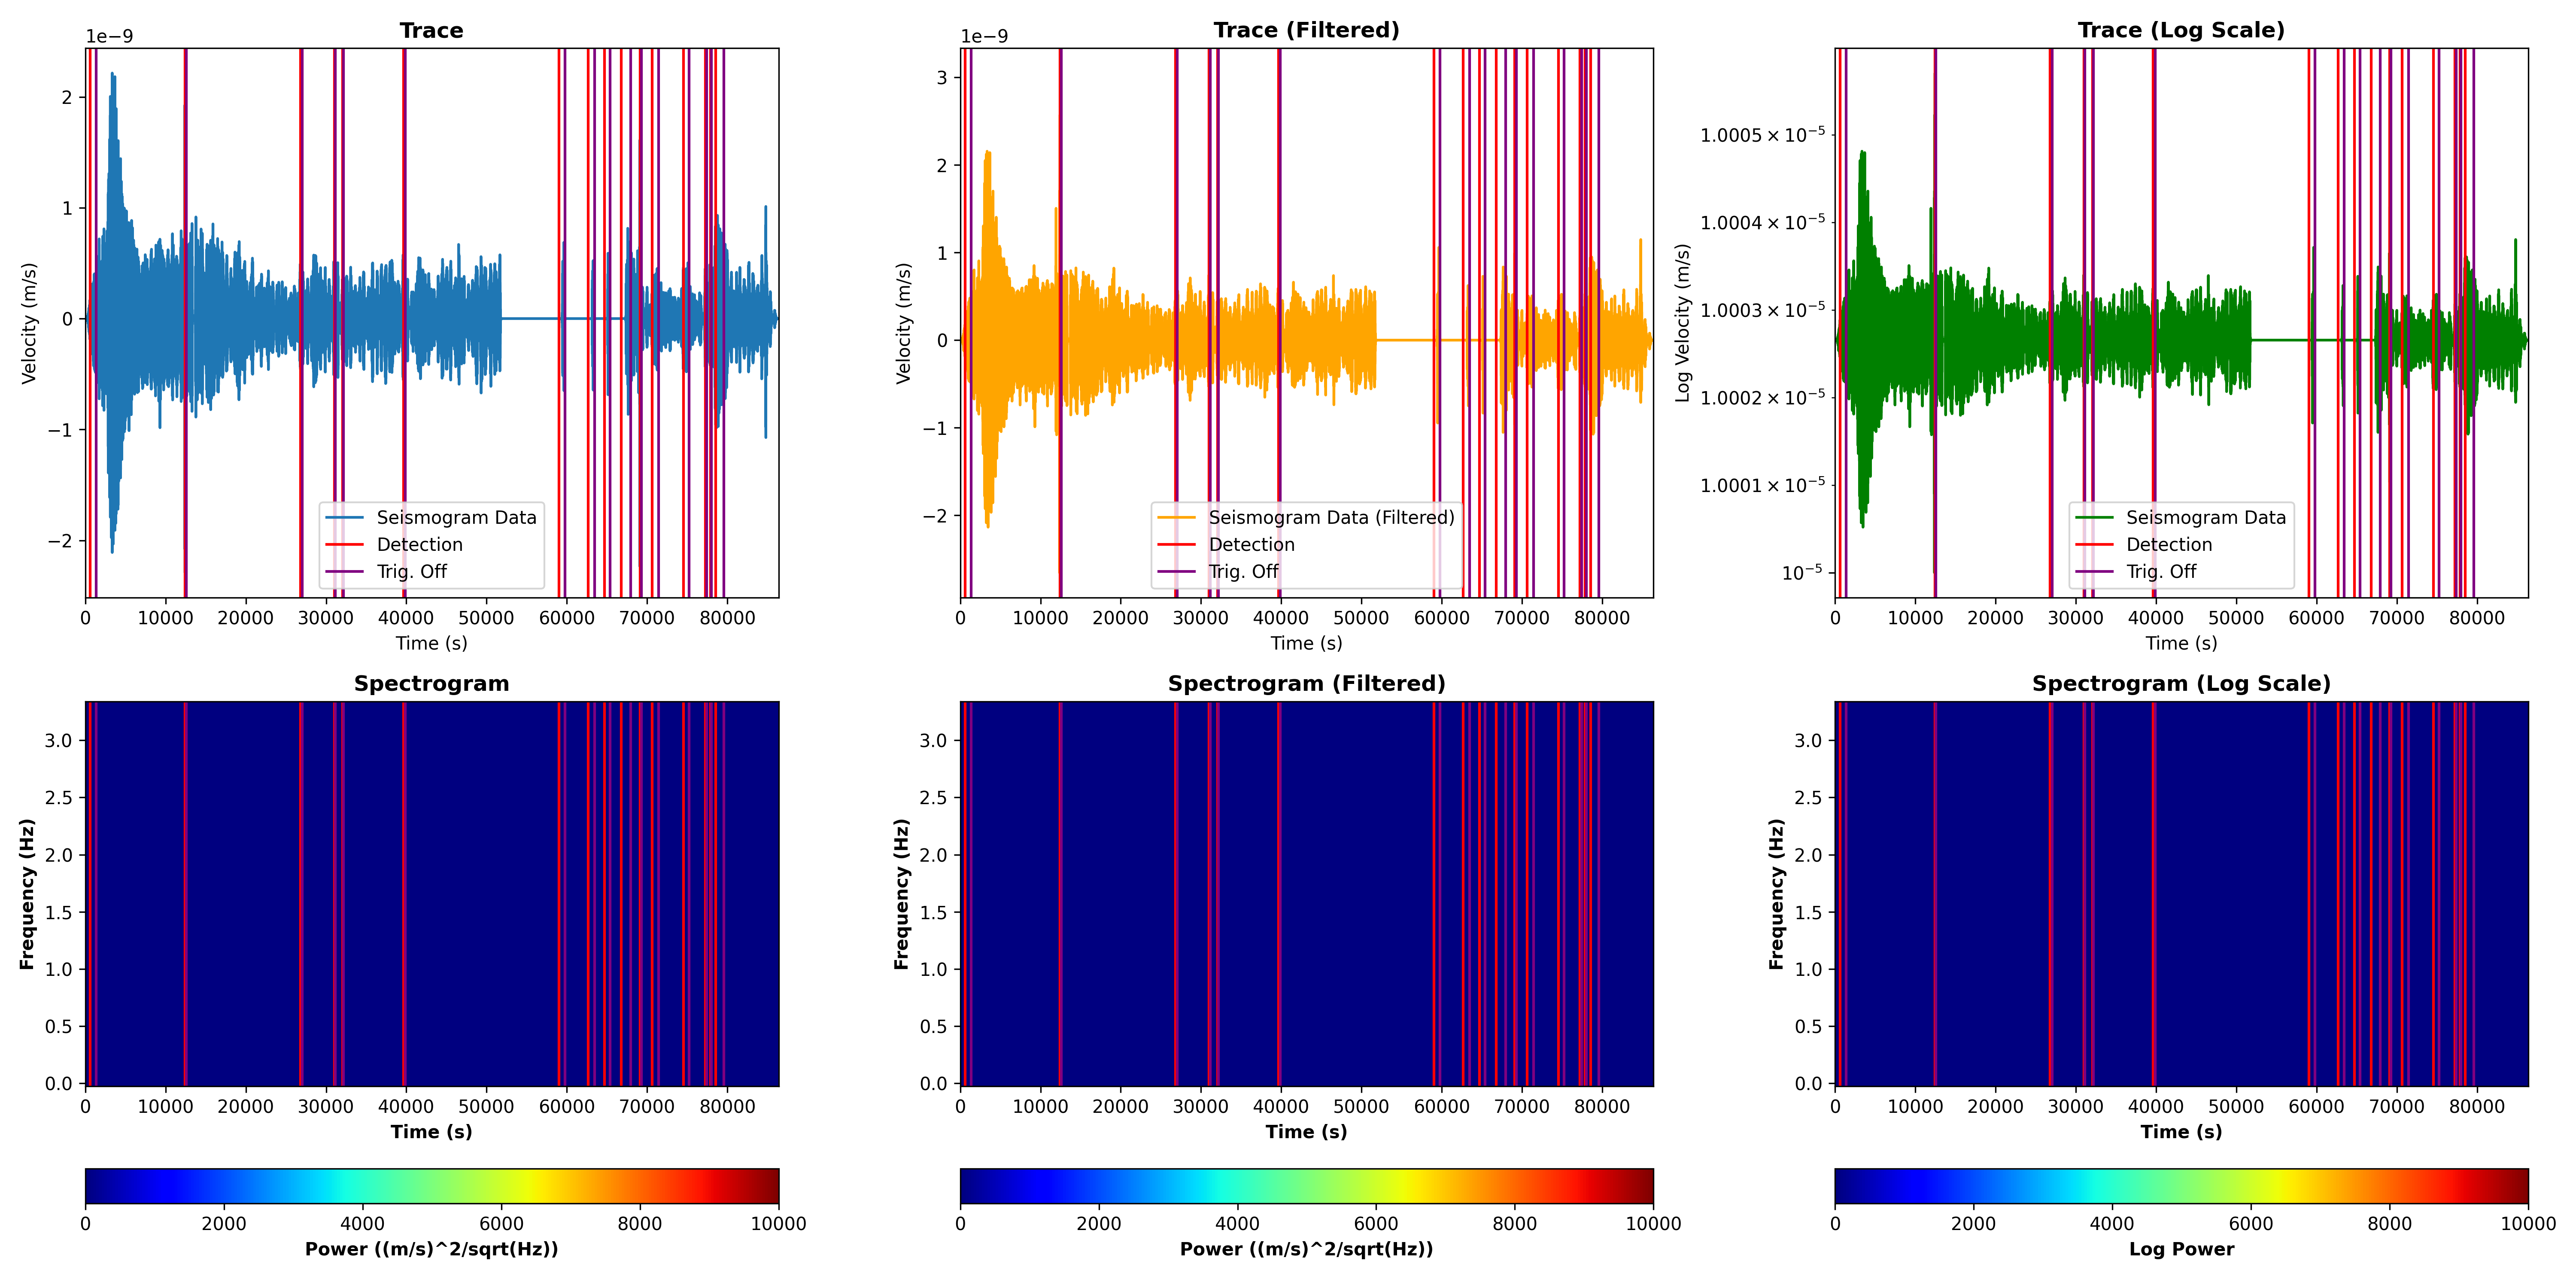 Trace
1e−9
2
1
0
−1
−2
Velocity (m/s)
Seismogram Data
Detection
Trig. Off
0 10000 20000 30000 40000 50000 60000 70000 80000
Time (s)
Trace (Filtered)
1e−9
3
2
1
0
−1
−2
Velocity (m/s)
Seismogram Data (Filtered)
Detection
Trig. Off
0 10000 20000 30000 40000 50000 60000 70000 80000
Time (s)
Trace (Log Scale)
1.0005 × 10⁻⁵
1.0004 × 10⁻⁵
1.0003 × 10⁻⁵
1.0002 × 10⁻⁵
1.0001 × 10⁻⁵
10⁻⁵
Log Velocity (m/s)
Seismogram Data
Detection
Trig. Off
0 10000 20000 30000 40000 50000 60000 70000 80000
Time (s)
Spectrogram
3.0
2.5
2.0
1.5
1.0
0.5
0.0
Frequency (Hz)
0 10000 20000 30000 40000 50000 60000 70000 80000
Time (s)
0 2000 4000 6000 8000 10000
Power ((m/s)^2/sqrt(Hz))
Spectrogram (Filtered)
3.0
2.5
2.0
1.5
1.0
0.5
0.0
Frequency (Hz)
0 10000 20000 30000 40000 50000 60000 70000 80000
Time (s)
0 2000 4000 6000 8000 10000
Power ((m/s)^2/sqrt(Hz))
Spectrogram (Log Scale)
3.0
2.5
2.0
1.5
1.0
0.5
0.0
Frequency (Hz)
0 10000 20000 30000 40000 50000 60000 70000 80000
Time (s)
0 2000 4000 6000 8000 10000
Log Power